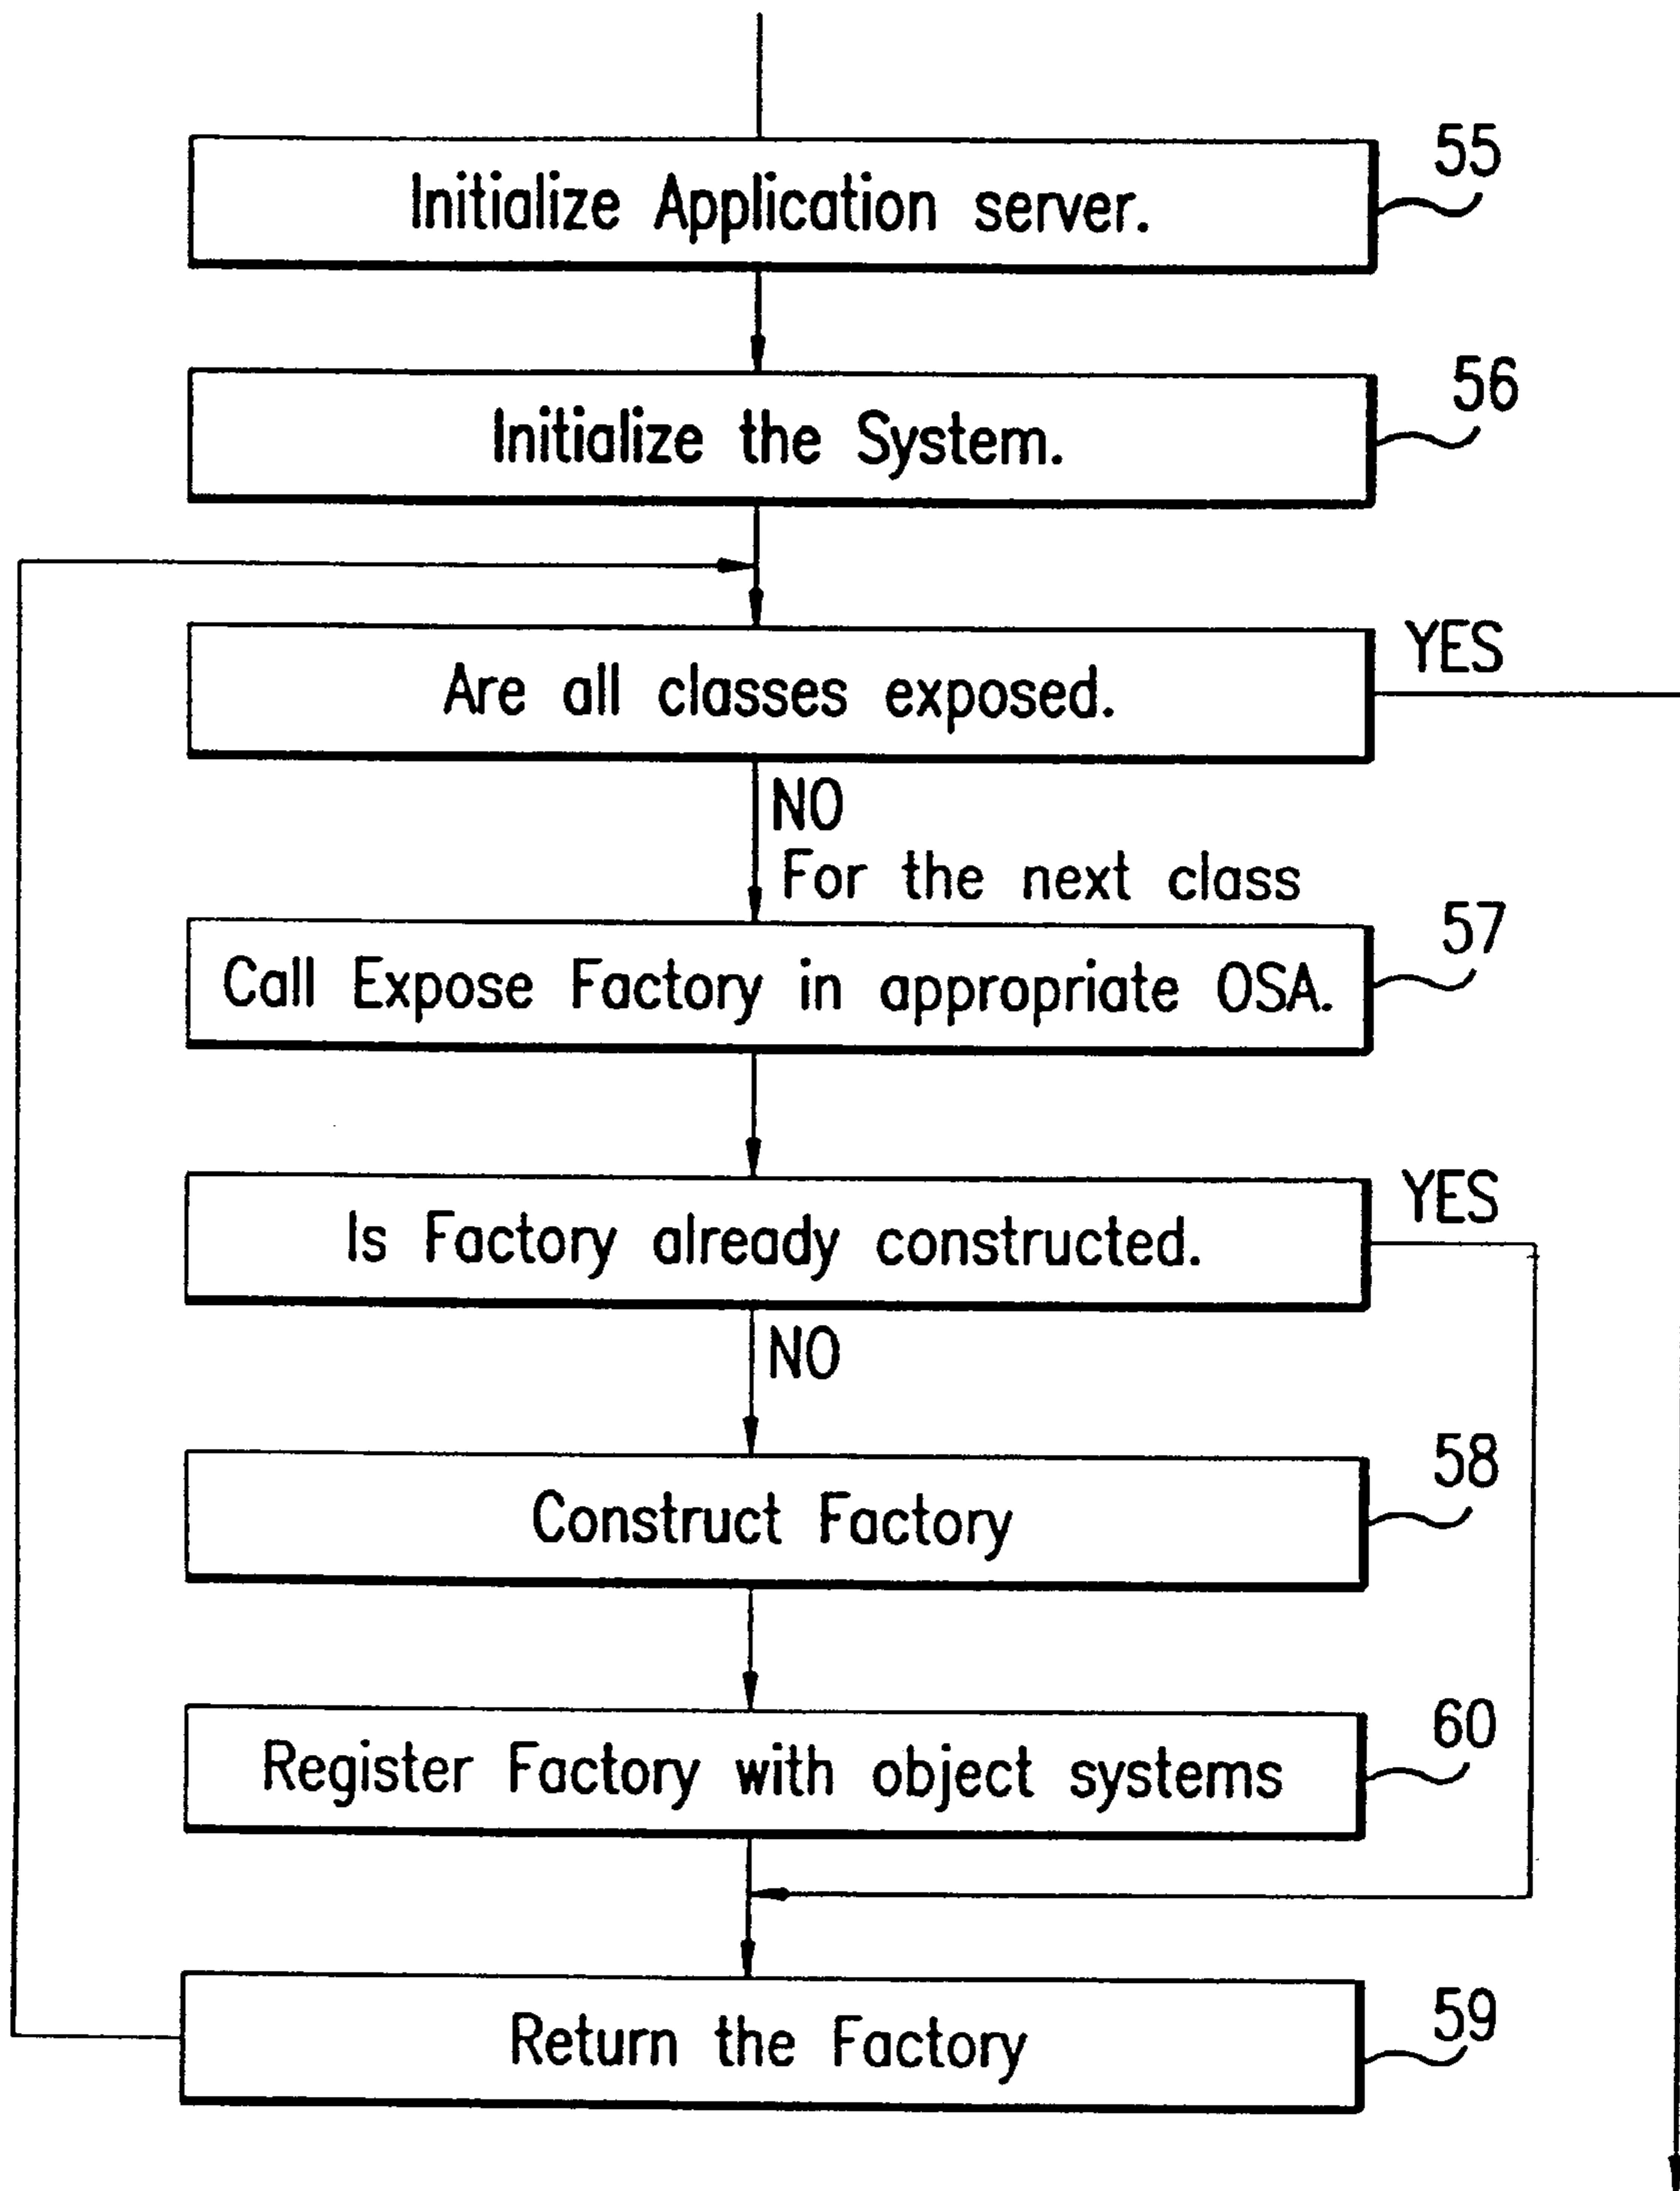 55
Initialize Application server.
56
Initialize the System.
YES
Are all classes exposed.
NO
For the next class
57
Call Expose Factory in appropriate OSA.
YES
Is Factory already constructed.
NO
58
Construct Factory
60
Register Factory with object systems
59
Return the Factory